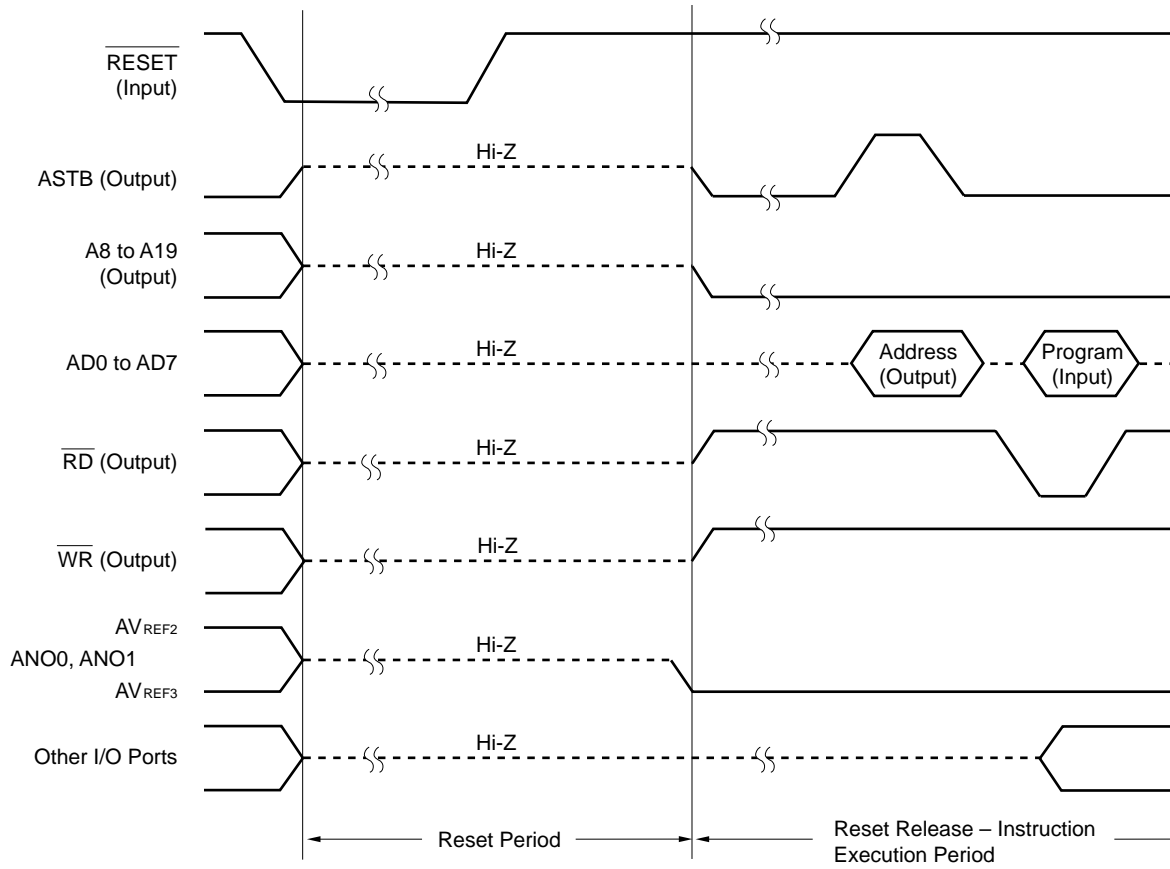 RESET
(Input)
ASTB (Output)
Hi-Z
A8 to A19
(Output)
Hi-Z
AD0 to AD7
Hi-Z
Address
(Output)
Program
(Input)
RD (Output)
Hi-Z
WR (Output)
Hi-Z
AVREF2
ANO0, ANO1
AVREF3
Hi-Z
Other I/O Ports
Hi-Z
Reset Period
Reset Release – Instruction
Execution Period